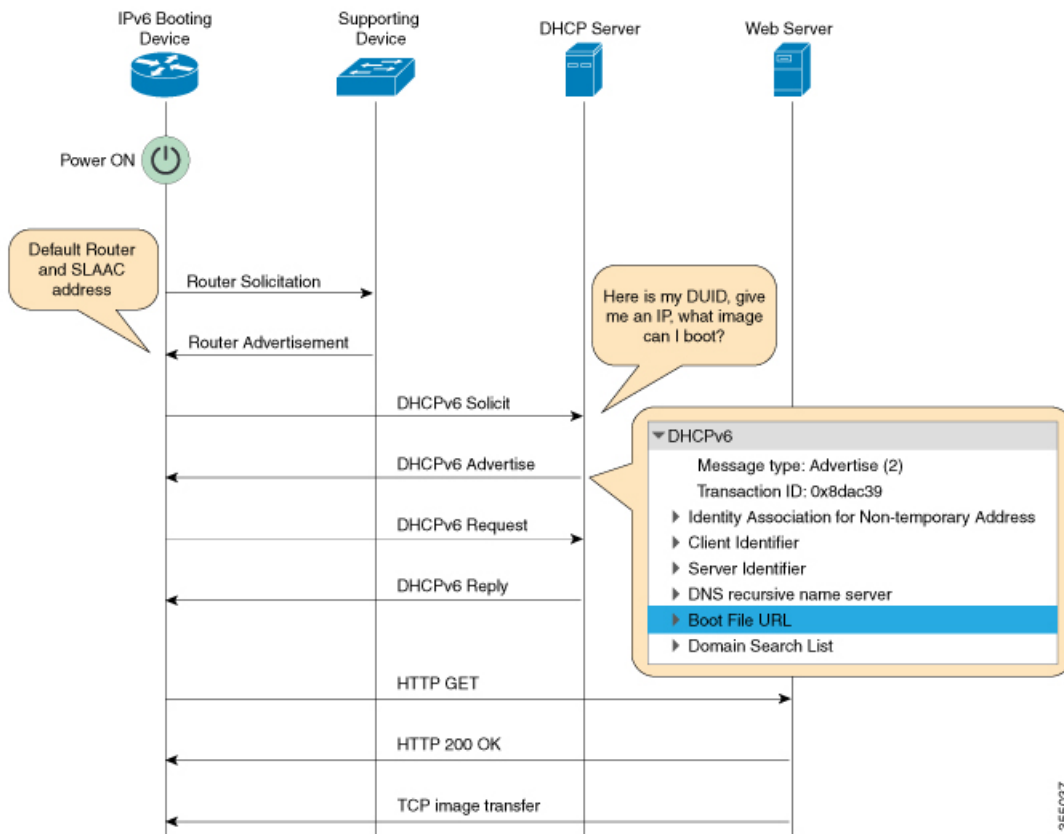 IPv6 Booting
Device
Supporting
Device
DHCP Server
Web Server
Power ON
Default Router
and SLAAC
address
Router Solicitation
Here is my DUID, give
me an IP, what image
can I boot?
Router Advertisement
DHCPv6 Solicit
DHCPv6 Advertise
DHCPv6
Message type: Advertise (2)
Transaction ID: 0x8dac39
Identity Association for Non-temporary Address
Client Identifier
Server Identifier
DNS recursive name server
Boot File URL
Domain Search List
DHCPv6 Request
DHCPv6 Reply
HTTP GET
HTTP 200 OK
TCP image transfer